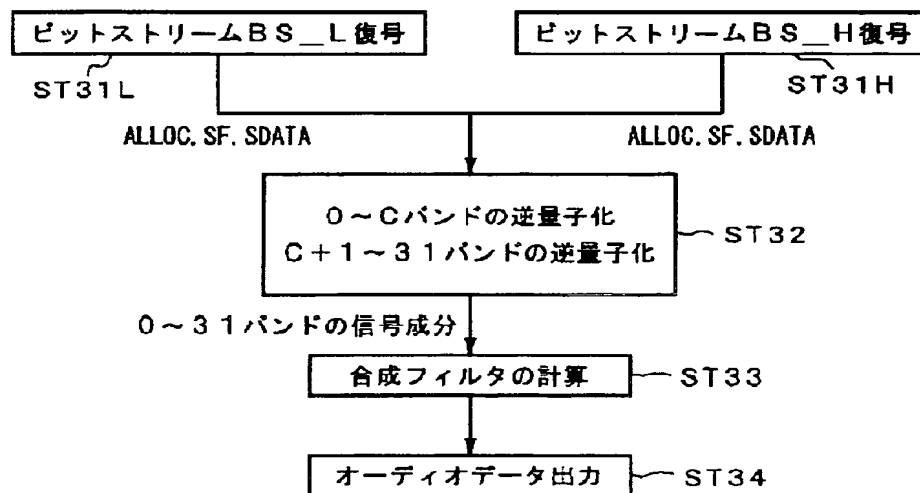 ビットストリームBS__L復号
ビットストリームBS__H復号
ST31L
ST31H
ALLOC.SF.SDATA
ALLOC.SF.SDATA
0~Cバンドの逆量子化
C+1~31バンドの逆量子化
ST32
0~31バンドの信号成分
合成フィルタの計算
ST33
オーディオデータ出力
ST34